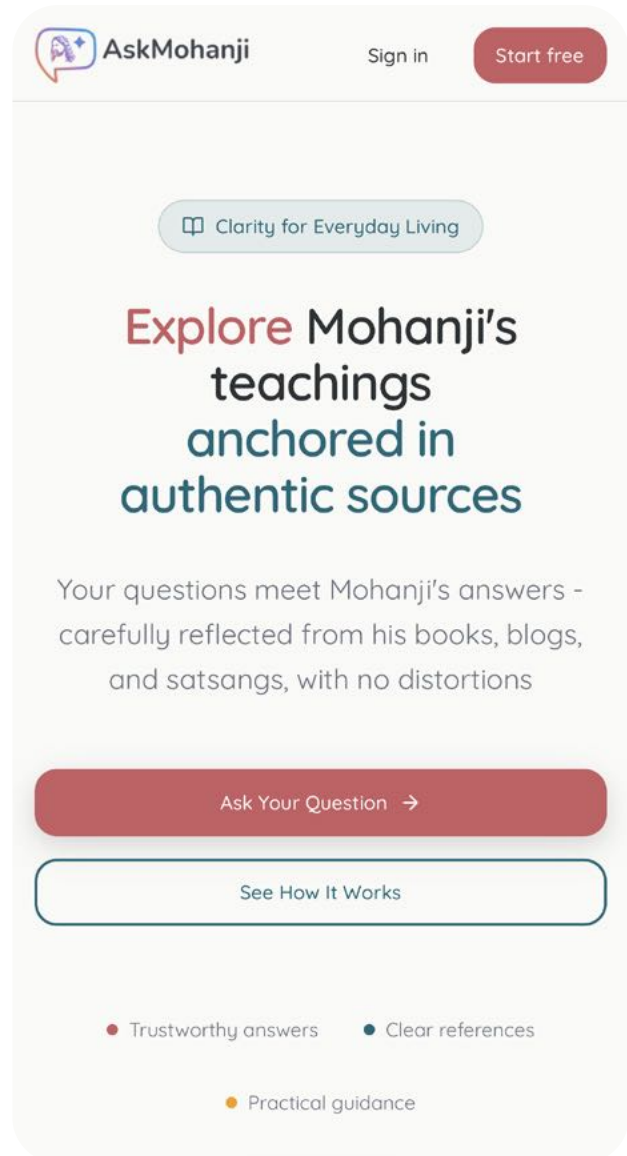 AskMohanji
Sign in
Start free
Clarity for Everyday Living
Explore Mohanji's
teachings
anchored in
authentic sources
Your questions meet Mohanji's answers -
carefully reflected from his books, blogs,
and satsangs, with no distortions
Ask Your Question →
See How It Works
Trustworthy answers
Clear references
Practical guidance